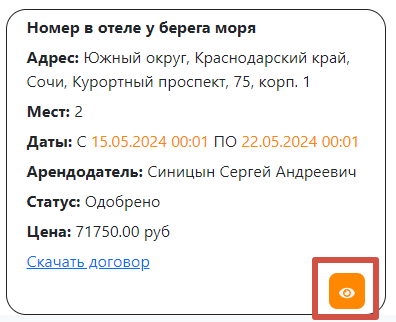 Номер в отеле у берега моря
Адрес: Южный округ, Краснодарский край,
Сочи, Курортный проспект, 75, корп. 1
Мест: 2
Даты: С 15.05.2024 00:01 ПО 22.05.2024 00:01
Арендодатель: Синицын Сергей Андреевич
Статус: Одобрено
Цена: 71750.00 руб
Скачать договор